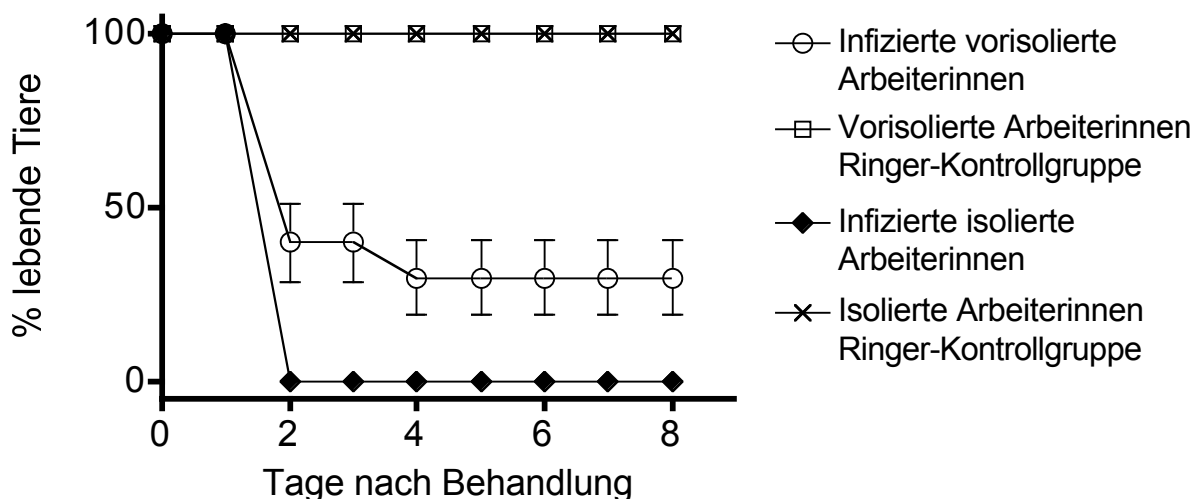 100
50
0
% lebende Tiere
0 2 4 6 8
Tage nach Behandlung
Infizierte vorisolierte
Arbeiterinnen
Vorisolierte Arbeiterinnen
Ringer-Kontrollgruppe
Infizierte isolierte
Arbeiterinnen
Isolierte Arbeiterinnen
Ringer-Kontrollgruppe